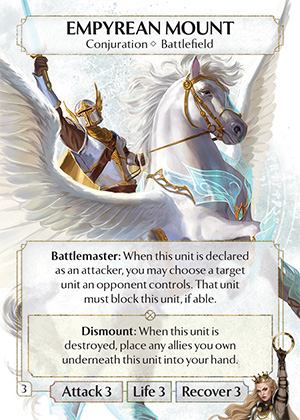 EMPYREAN MOUNT
Conjuration ⟐ Battlefield
Battlemaster: When this unit is declared
as an attacker, you may choose a target
unit an opponent controls. That unit
must block this unit, if able.
Dismount: When this unit is
destroyed, place any allies you own
underneath this unit into your hand.
3
Attack 3
Life 3
Recover 3